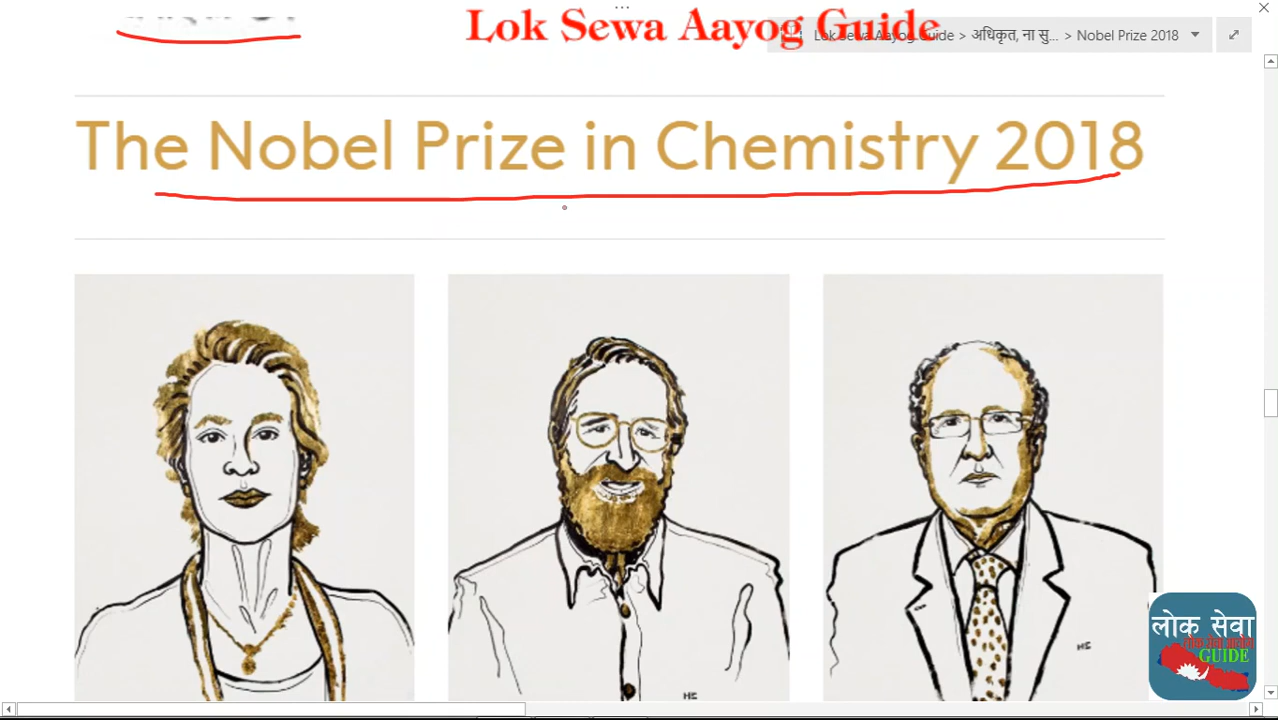 Lok Sewa Aayog Guide
Lok Sewa Aayog Guide > अधिकृत, ना सु... > Nobel Prize 2018
The Nobel Prize in Chemistry 2018
लोक सेवा
लोक सेवा आयोग
GUIDE